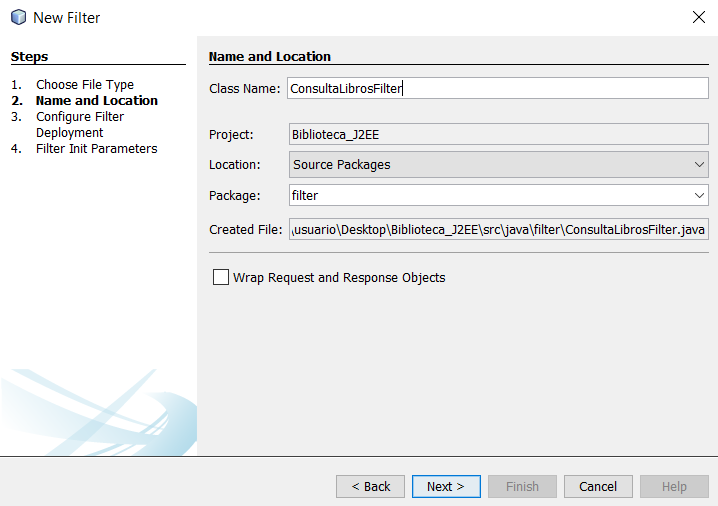 New Filter
Steps
1. Choose File Type
2. Name and Location
3. Configure Filter
Deployment
4. Filter Init Parameters
Name and Location
Class Name: ConsultaLibrosFilter
Project: Biblioteca_J2EE
Location: Source Packages
Package: filter
Created File: \usuario\Desktop\Biblioteca_J2EE\src\java\filter\ConsultaLibrosFilter.java
Wrap Request and Response Objects
< Back Next > Finish Cancel Help